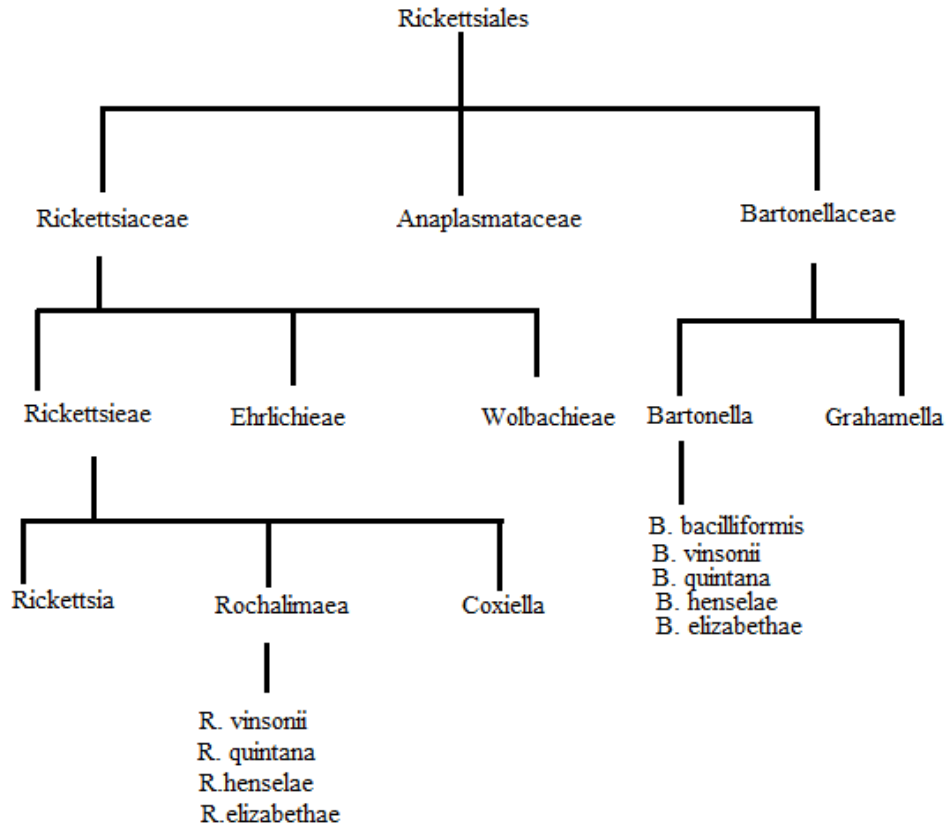 Rickettsiales
Rickettsiaceae
Anaplasmataceae
Bartonellaceae
Rickettsieae
Ehrlichieae
Wolbachieae
Bartonella
Grahamella
B. bacilliformis
B. vinsonii
B. quintana
B. henselae
B. elizabethae
Rickettsia
Rochalimaea
Coxiella
R. vinsonii
R. quintana
R.henselae
R.elizabethae